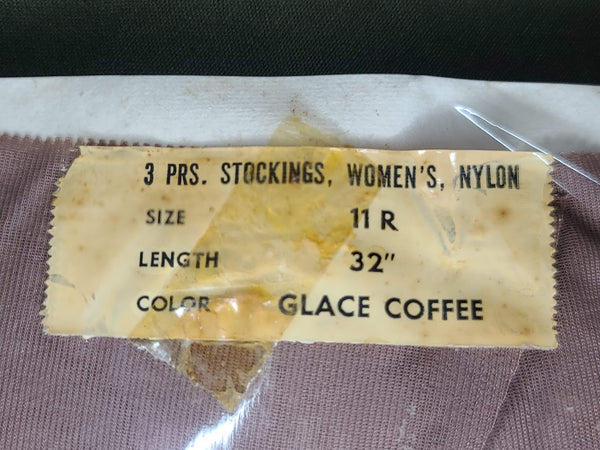 3 PRS. STOCKINGS, WOMEN'S, NYLON
SIZE 11 R
LENGTH 32"
COLOR GLACE COFFEE